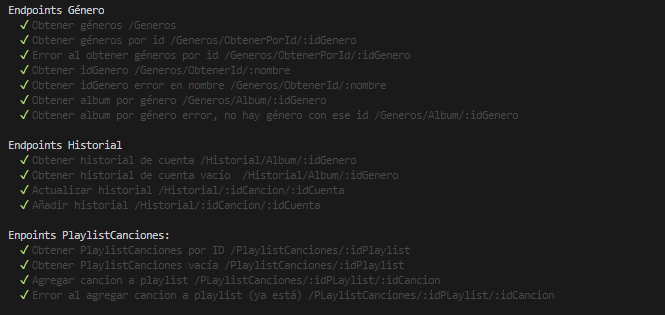 Endpoints Género
✓ Obtener géneros /Generos
✓ Obtener géneros por id /Generos/ObtenerPorId/:idGenero
✓ Error al obtener géneros por id /Generos/ObtenerPorId/:idGenero
✓ Obtener idGenero /Generos/ObtenerId/:nombre
✓ Obtener idGenero error en nombre /Generos/ObtenerId/:nombre
✓ Obtener album por género /Generos/Album/:idGenero
✓ Obtener album por género error, no hay género con ese id /Generos/Album/:idGenero
Endpoints Historial
✓ Obtener historial de cuenta /Historial/Album/:idGenero
✓ Obtener historial de cuenta vacío  /Historial/Album/:idGenero
✓ Actualizar historial /Historial/:idCancion/:idCuenta
✓ Añadir historial /Historial/:idCancion/:idCuenta
Enpoints PlaylistCanciones:
✓ Obtener PlaylistCanciones por ID /PlaylistCanciones/:idPlaylist
✓ Obtener PlaylistCanciones vacía /PlaylistCanciones/:idPlaylist
✓ Agregar cancion a playlist /PLaylistCanciones/:idPLaylist/:idCancion
✓ Error al agregar cancion a playlist (ya está) /PLaylistCanciones/:idPLaylist/:idCancion